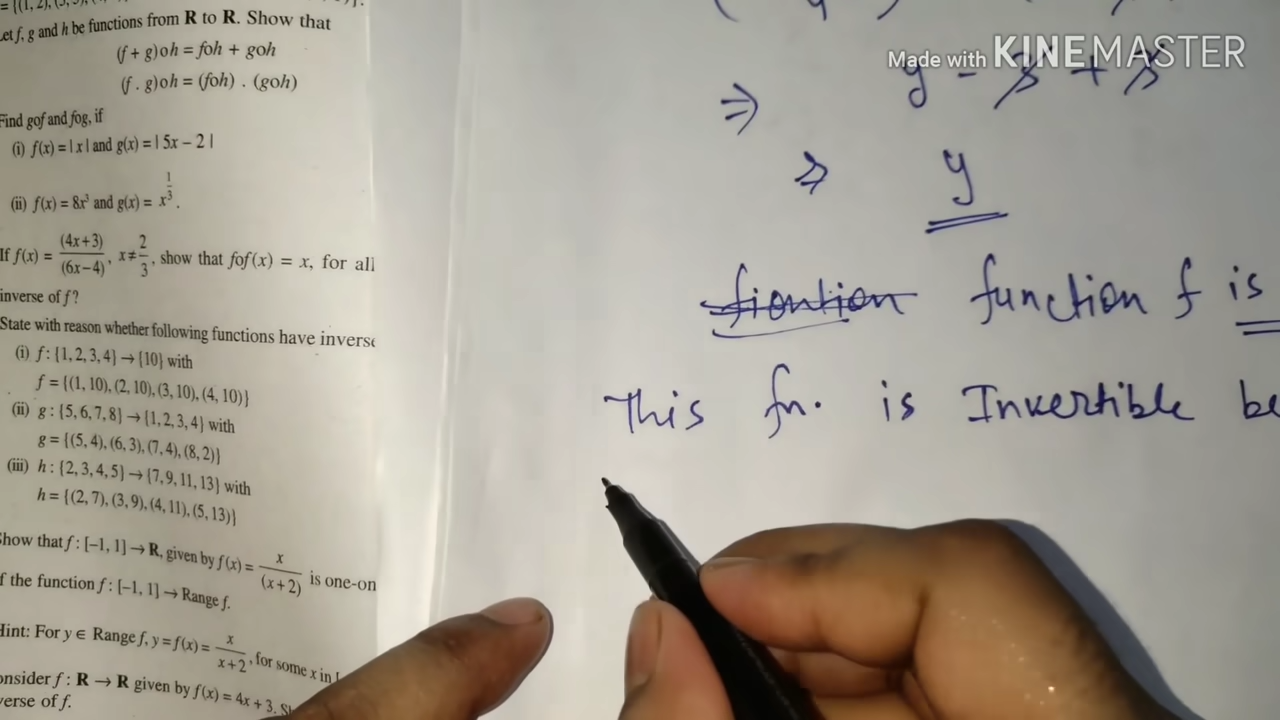 = {(1, 2), (3, 5), (
et f, g and h be functions from R to R. Show that
(f + g)oh = foh + goh
(f . g)oh = (foh) . (goh)
Find gof and fog, if
(i) f(x) = | x | and g(x) = | 5x − 2 |
(ii) f(x) = 8x³ and g(x) = x^(1/3).
If f(x) = (4x+3)/(6x−4), x ≠ 2/3, show that fof(x) = x, for all
inverse of f?
State with reason whether following functions have inverse
(i) f : {1, 2, 3, 4} → {10} with
f = {(1, 10), (2, 10), (3, 10), (4, 10)}
(ii) g : {5, 6, 7, 8} → {1, 2, 3, 4} with
g = {(5, 4), (6, 3), (7, 4), (8, 2)}
(iii) h : {2, 3, 4, 5} → {7, 9, 11, 13} with
h = {(2, 7), (3, 9), (4, 11), (5, 13)}
Show that f : [−1, 1] → R, given by f(x) = x/(x+2) is one-on
f the function f : [−1, 1] → Range f.
Hint: For y ∈ Range f, y = f(x) = x/(x+2), for some x in
onsider f : R → R given by f(x) = 4x + 3. S
verse of f.
Made with KINEMASTER
⇒ y - 3 + 3
⇒ y
function f is
This fn. is Invertible be